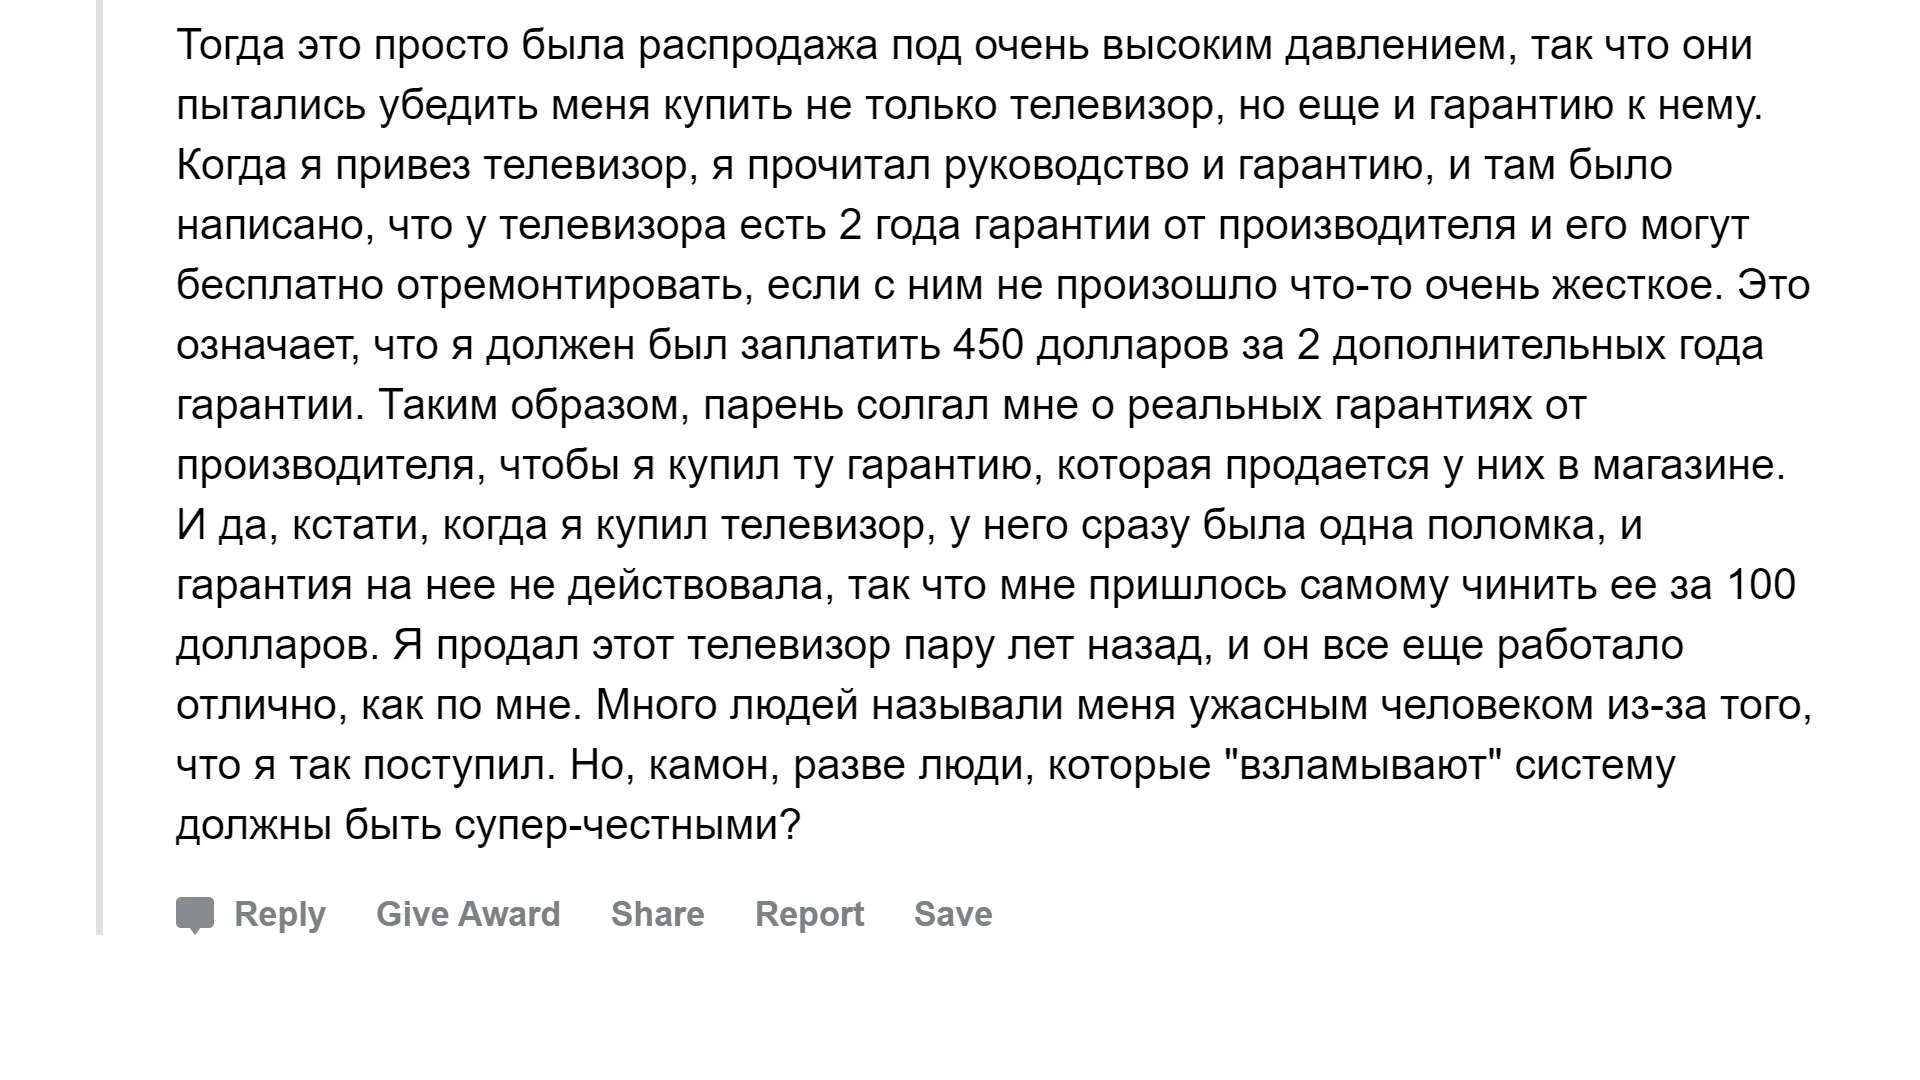 Тогда это просто была распродажа под очень высоким давлением, так что они
пытались убедить меня купить не только телевизор, но еще и гарантию к нему.
Когда я привез телевизор, я прочитал руководство и гарантию, и там было
написано, что у телевизора есть 2 года гарантии от производителя и его могут
бесплатно отремонтировать, если с ним не произошло что-то очень жесткое. Это
означает, что я должен был заплатить 450 долларов за 2 дополнительных года
гарантии. Таким образом, парень солгал мне о реальных гарантиях от
производителя, чтобы я купил ту гарантию, которая продается у них в магазине.
И да, кстати, когда я купил телевизор, у него сразу была одна поломка, и
гарантия на нее не действовала, так что мне пришлось самому чинить ее за 100
долларов. Я продал этот телевизор пару лет назад, и он все еще работало
отлично, как по мне. Много людей называли меня ужасным человеком из-за того,
что я так поступил. Но, камон, разве люди, которые "взламывают" систему
должны быть супер-честными?
Reply Give Award Share Report Save